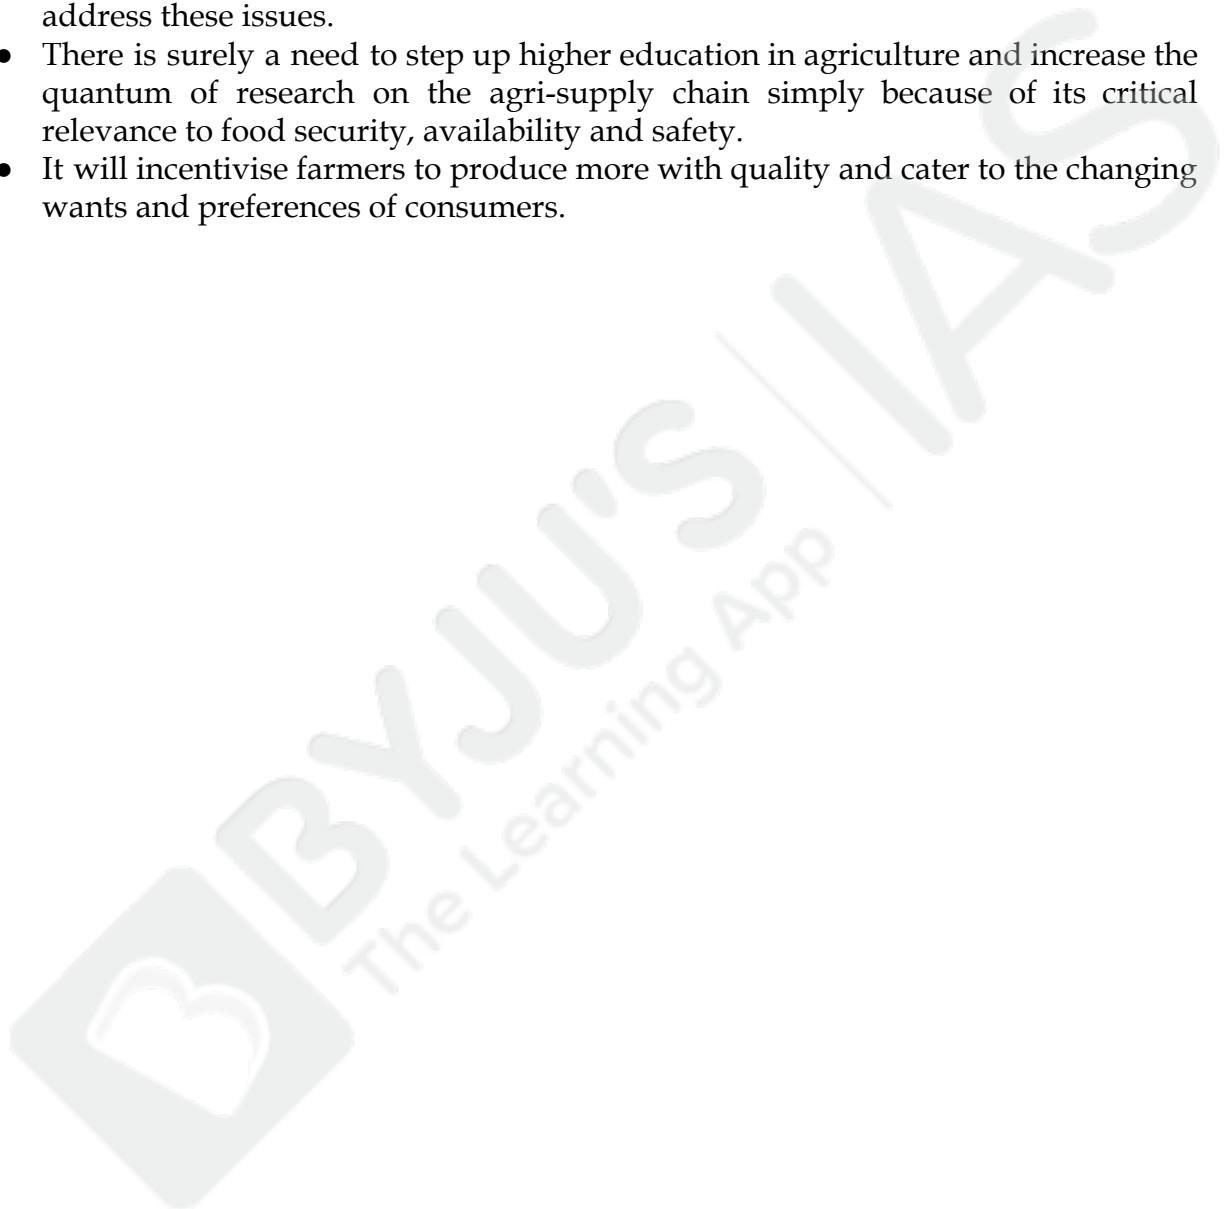 address these issues.
● There is surely a need to step up higher education in agriculture and increase the
quantum of research on the agri-supply chain simply because of its critical
relevance to food security, availability and safety.
● It will incentivise farmers to produce more with quality and cater to the changing
wants and preferences of consumers.
BYJU'S | IAS
The Learning App